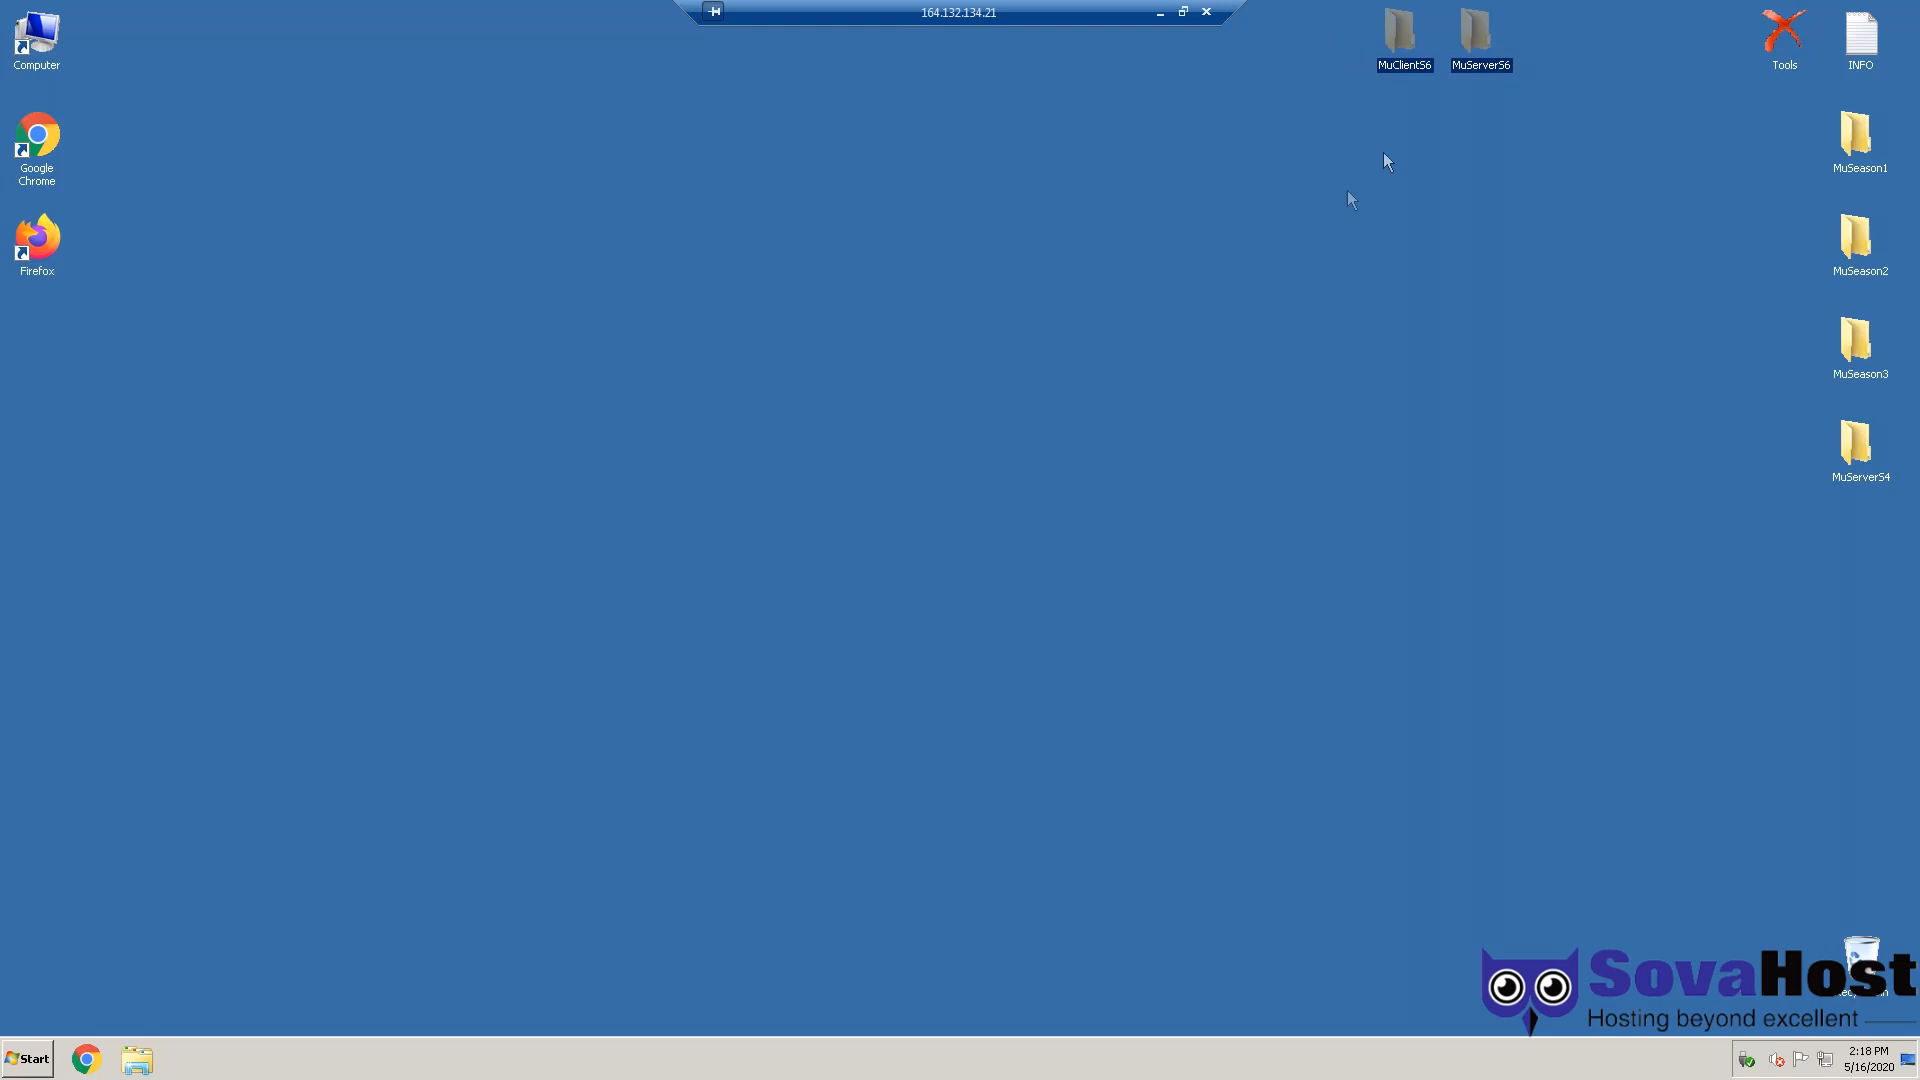 164.132.134.21
Computer
MuClientS6
MuServerS6
Tools
INFO
Google
Chrome
MuSeason1
Firefox
MuSeason2
MuSeason3
MuServerS4
SovaHost
Hosting beyond excellent
Start
2:18 PM
5/16/2020